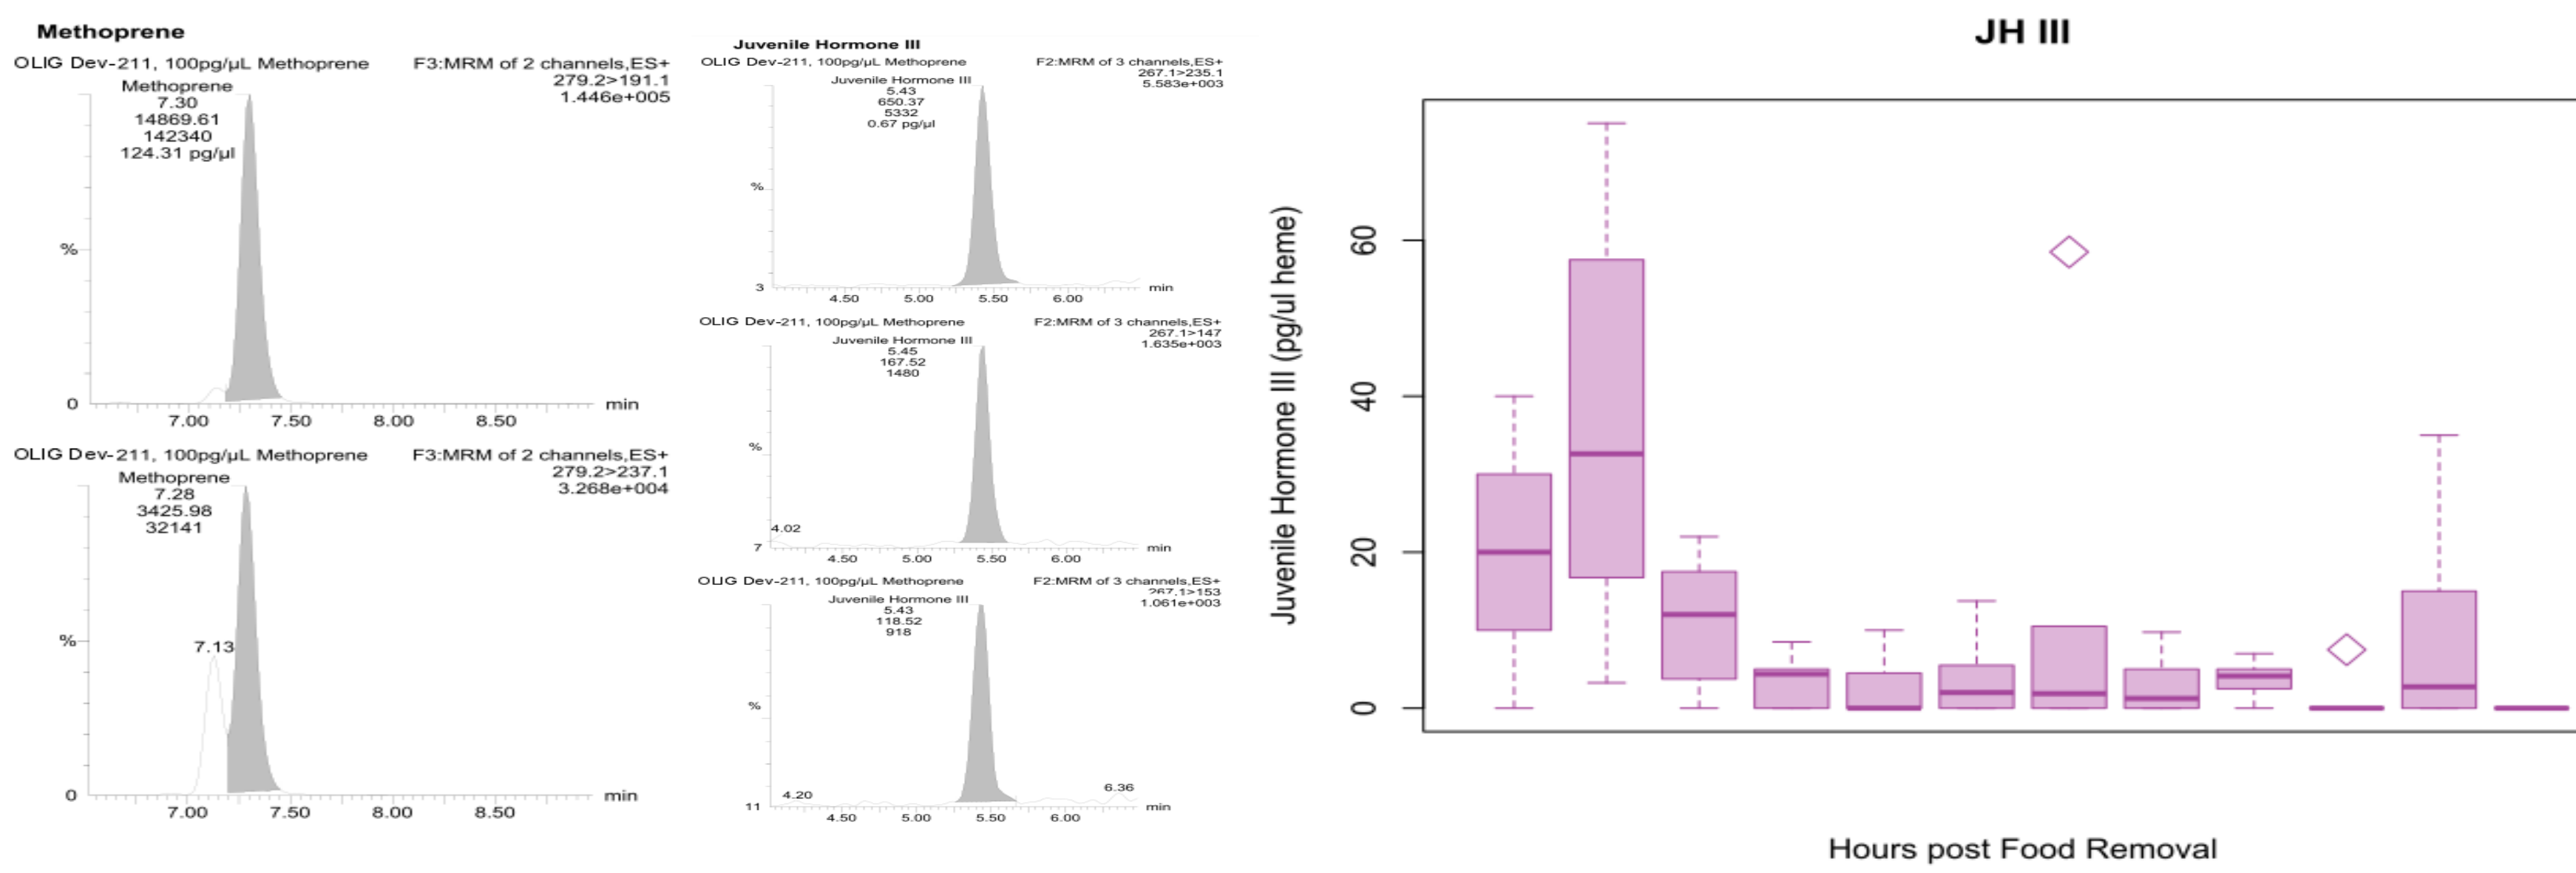 Methoprene
OLIG Dev-211, 100pg/µL Methoprene
F3:MRM of 2 channels,ES+
279.2>191.1
1.446e+005
Methoprene
7.30
14869.61
142340
124.31 pg/µl
%
0
7.00 7.50 8.00 8.50
min
OLIG Dev-211, 100pg/µL Methoprene
F3:MRM of 2 channels,ES+
279.2>237.1
3.268e+004
Methoprene
7.28
3425.98
32141
7.13
%
0
7.00 7.50 8.00 8.50
min
Juvenile Hormone III
OLIG Dev-211, 100pg/µL Methoprene
F2:MRM of 3 channels,ES+
267.1>235.1
5.583e+003
Juvenile Hormone III
5.43
650.37
5332
0.67 pg/µl
%
3
4.50 5.00 5.50 6.00
min
OLIG Dev-211, 100pg/µL Methoprene
F2:MRM of 3 channels,ES+
267.1>147
1.635e+003
Juvenile Hormone III
5.45
167.52
1480
%
4.02
7
4.50 5.00 5.50 6.00
min
OLIG Dev-211, 100pg/µL Methoprene
F2:MRM of 3 channels,ES+
267.1>153
1.061e+003
Juvenile Hormone III
5.43
118.52
918
%
4.20
6.36
11
4.50 5.00 5.50 6.00
min
JH III
Juvenile Hormone III (pg/ul heme)
60
40
20
0
Hours post Food Removal